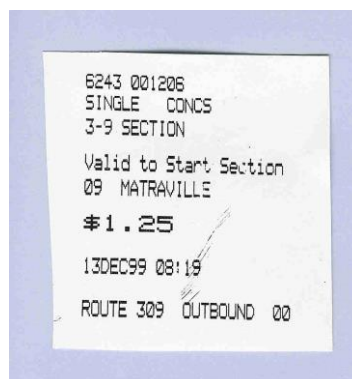 6243 001206
SINGLE CONCS
3-9 SECTION
Valid to Start Section
09 MATRAVILLE
$1.25
13DEC99 08:19
ROUTE 309 OUTBOUND 00